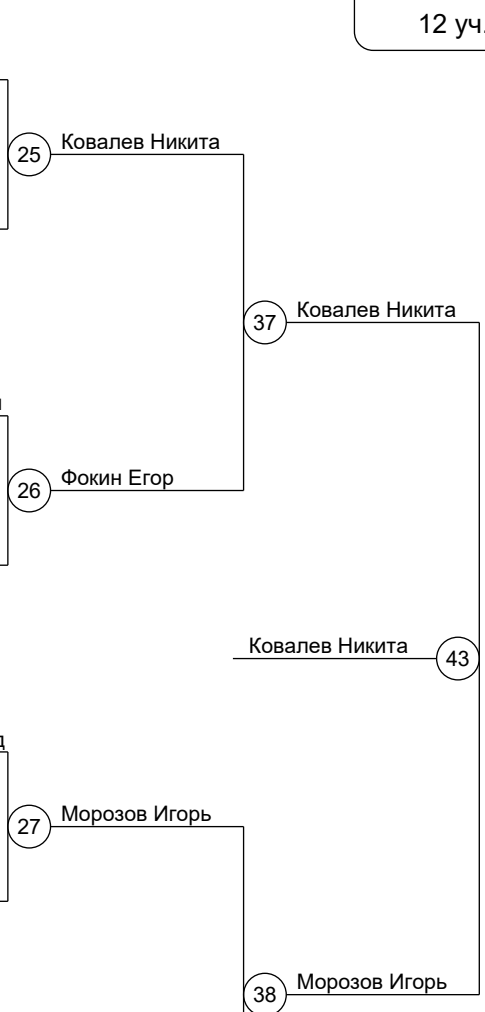 12 уч.
25
Ковалев Никита
37
Ковалев Никита
26
Фокин Егор
Ковалев Никита
43
27
Морозов Игорь
38
Морозов Игорь